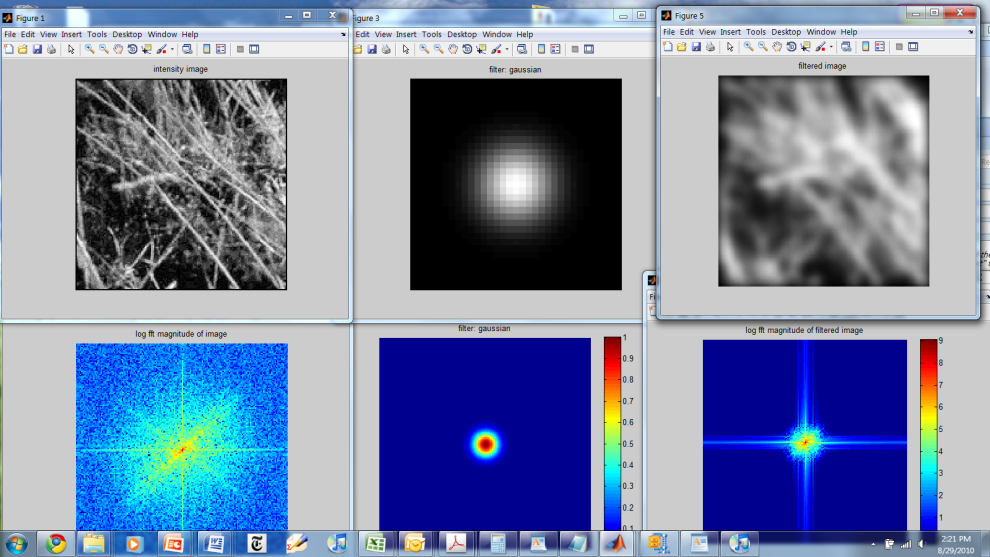 Figure 1
File Edit View Insert Tools Desktop Window Help
intensity image
Figure 3
Edit View Insert Tools Desktop Window Help
filter: gaussian
Figure 5
File Edit View Insert Tools Desktop Window Help
filtered image
log fft magnitude of image
filter: gaussian
1
0.9
0.8
0.7
0.6
0.5
0.4
0.3
0.2
0.1
log fft magnitude of filtered image
9
8
7
6
5
4
3
2
1
2:21 PM
8/29/2010